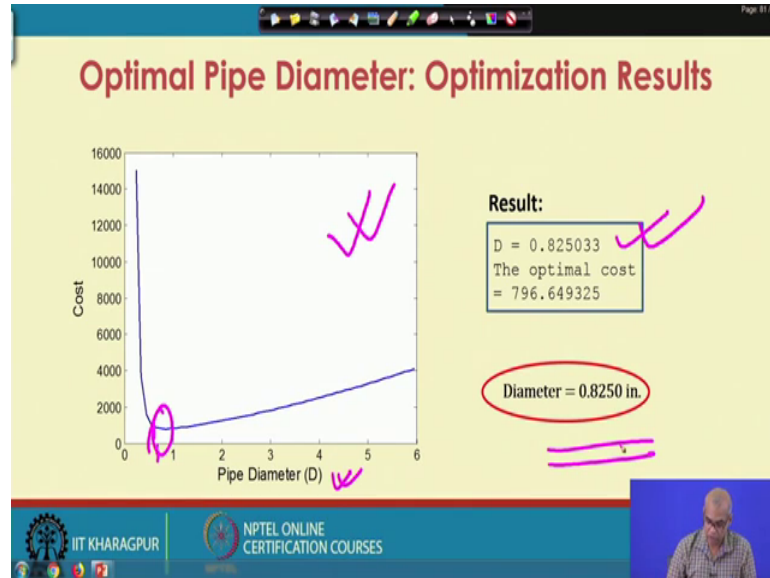 Page: 81 /
Optimal Pipe Diameter: Optimization Results
16000
14000
12000
10000
8000
6000
4000
2000
0
Cost
0 1 2 3 4 5 6
Pipe Diameter (D)
Result:
D = 0.825033
The optimal cost
= 796.649325
Diameter = 0.8250 in.
IIT KHARAGPUR
NPTEL ONLINE
CERTIFICATION COURSES